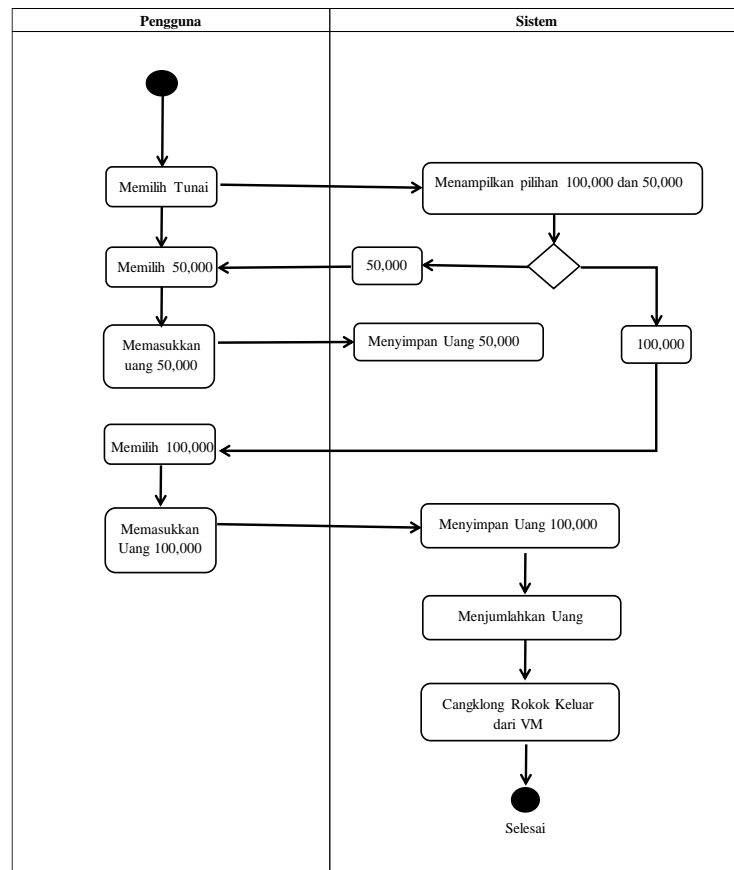 Pengguna
Sistem
Memilih Tunai
Menampilkan pilihan 100,000 dan 50,000
Memilih 50,000
50,000
Memasukkan
uang 50,000
Menyimpan Uang 50,000
100,000
Memilih 100,000
Memasukkan
Uang 100,000
Menyimpan Uang 100,000
Menjumlahkan Uang
Cangklong Rokok Keluar
dari VM
Selesai